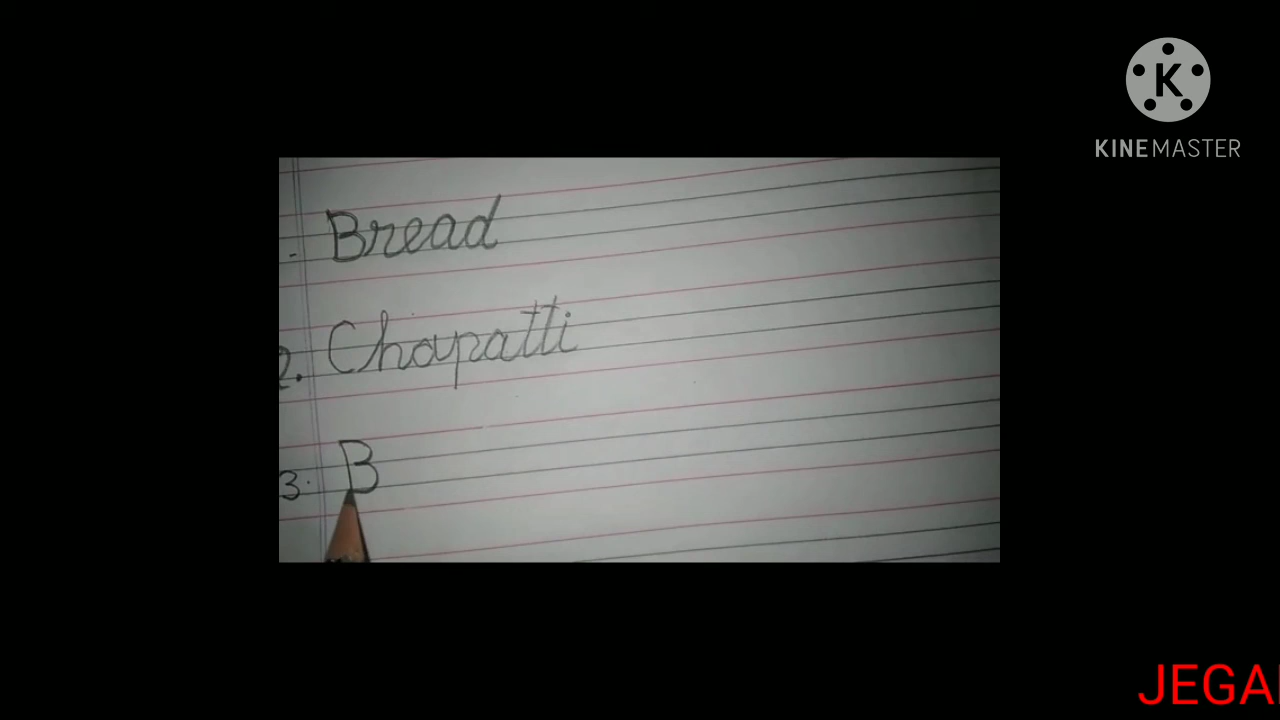 KINEMASTER
. Bread
2. Chapatti
3. B
JEGA